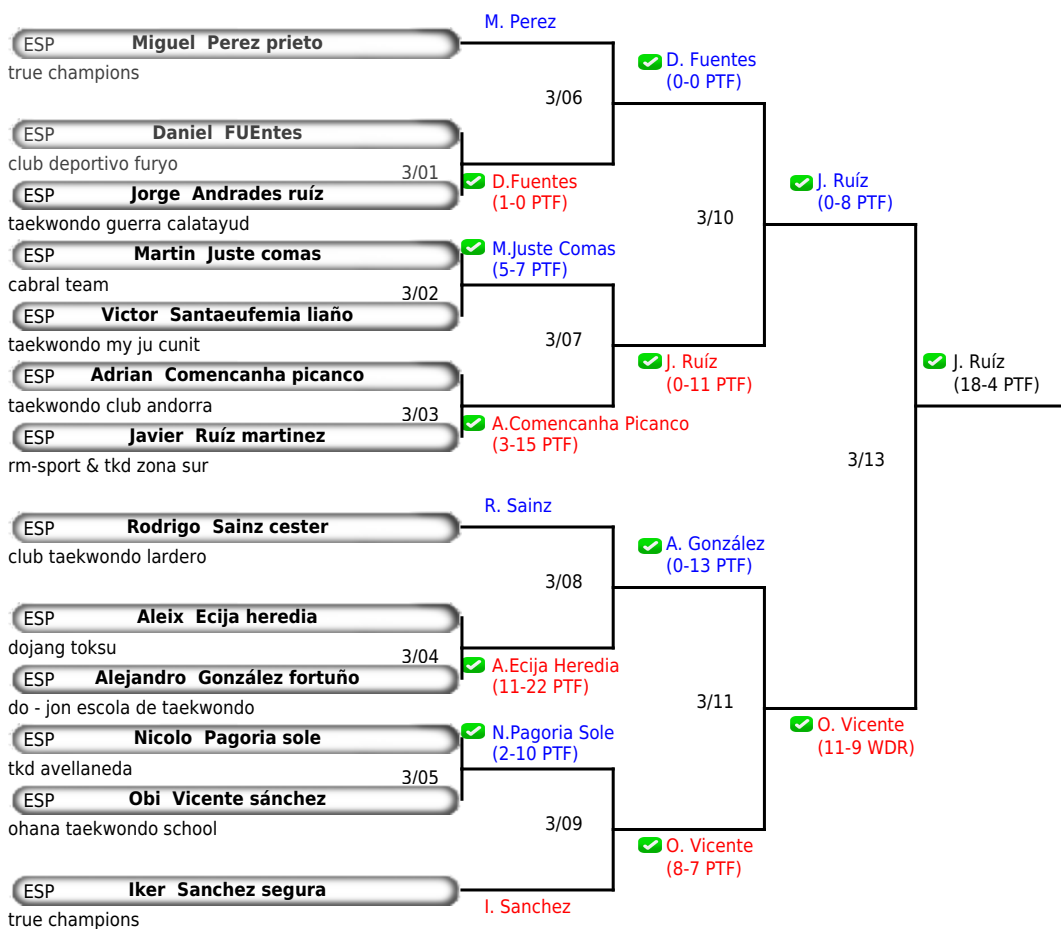 M. Perez
ESP Miguel Perez prieto
true champions
D. Fuentes
(0-0 PTF)
3/06
ESP Daniel FUEntes
club deportivo furyo
3/01
D.Fuentes
(1-0 PTF)
ESP Jorge Andrades ruíz
taekwondo guerra calatayud
J. Ruíz
(0-8 PTF)
3/10
ESP Martin Juste comas
cabral team
M.Juste Comas
(5-7 PTF)
3/02
ESP Victor Santaeufemia liaño
taekwondo my ju cunit
3/07
J. Ruíz
(0-11 PTF)
J. Ruíz
(18-4 PTF)
ESP Adrian Comencanha picanco
taekwondo club andorra
3/03
A.Comencanha Picanco
(3-15 PTF)
ESP Javier Ruíz martinez
rm-sport & tkd zona sur
3/13
R. Sainz
ESP Rodrigo Sainz cester
club taekwondo lardero
A. González
(0-13 PTF)
3/08
ESP Aleix Ecija heredia
dojang toksu
3/04
A.Ecija Heredia
(11-22 PTF)
ESP Alejandro González fortuño
do - jon escola de taekwondo
3/11
O. Vicente
(11-9 WDR)
ESP Nicolo Pagoria sole
tkd avellaneda
N.Pagoria Sole
(2-10 PTF)
3/05
ESP Obi Vicente sánchez
ohana taekwondo school
3/09
O. Vicente
(8-7 PTF)
ESP Iker Sanchez segura
true champions
I. Sanchez